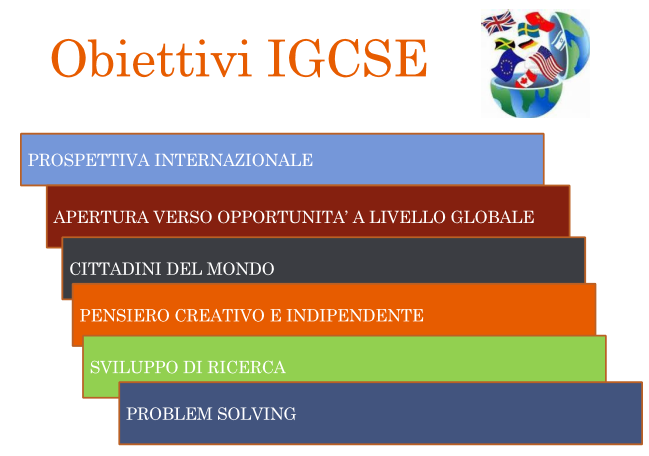 Obiettivi IGCSE
PROSPETTIVA INTERNAZIONALE
APERTURA VERSO OPPORTUNITA’ A LIVELLO GLOBALE
CITTADINI DEL MONDO
PENSIERO CREATIVO E INDIPENDENTE
SVILUPPO DI RICERCA
PROBLEM SOLVING